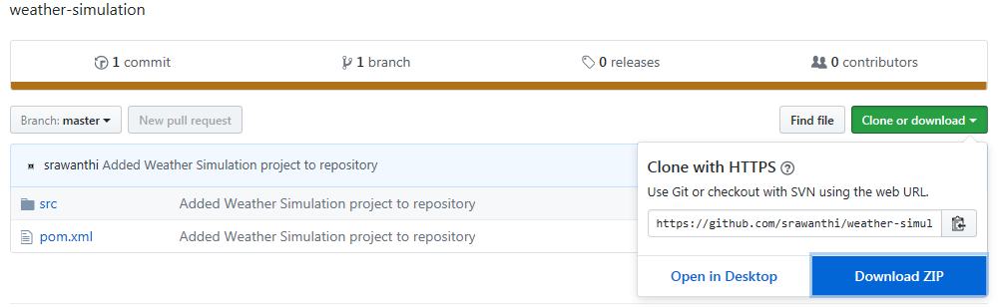 weather-simulation
1 commit
1 branch
0 releases
0 contributors
Branch: master
New pull request
Find file
Clone or download
srawanthi Added Weather Simulation project to repository
src
Added Weather Simulation project to repository
pom.xml
Added Weather Simulation project to repository
Clone with HTTPS ?
Use Git or checkout with SVN using the web URL.
https://github.com/srawanthi/weather-simul
Open in Desktop
Download ZIP